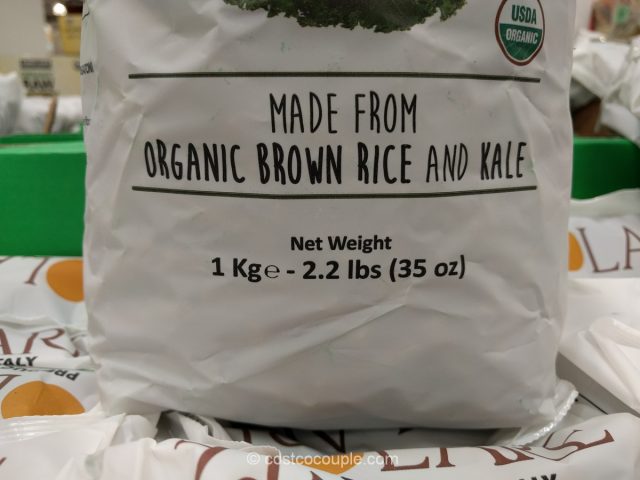 USDA
ORGANIC
MADE FROM
ORGANIC BROWN RICE AND KALE
Net Weight
1 Kg℮ - 2.2 lbs (35 oz)
ITALY
© costcocouple.com